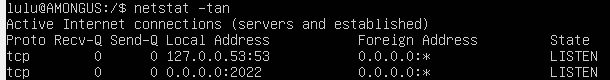 lulu@AMONGUS:/$ netstat -tan
Active Internet connections (servers and established)
Proto Recv-Q Send-Q Local Address           Foreign Address         State
tcp        0      0 127.0.0.53:53           0.0.0.0:*               LISTEN
tcp        0      0 0.0.0.0:2022            0.0.0.0:*               LISTEN